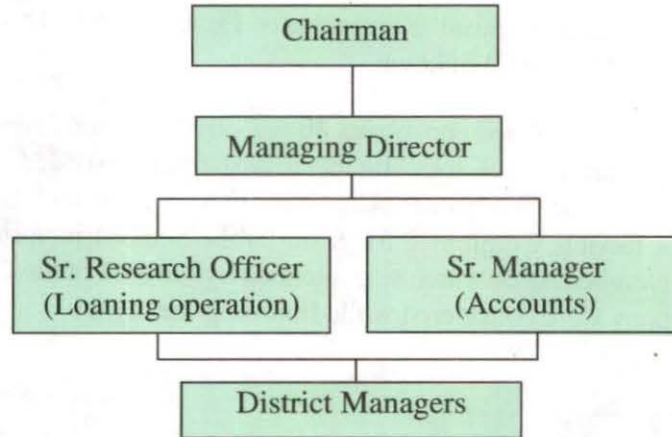 Chairman
Managing Director
Sr. Research Officer
(Loaning operation)
Sr. Manager
(Accounts)
District Managers